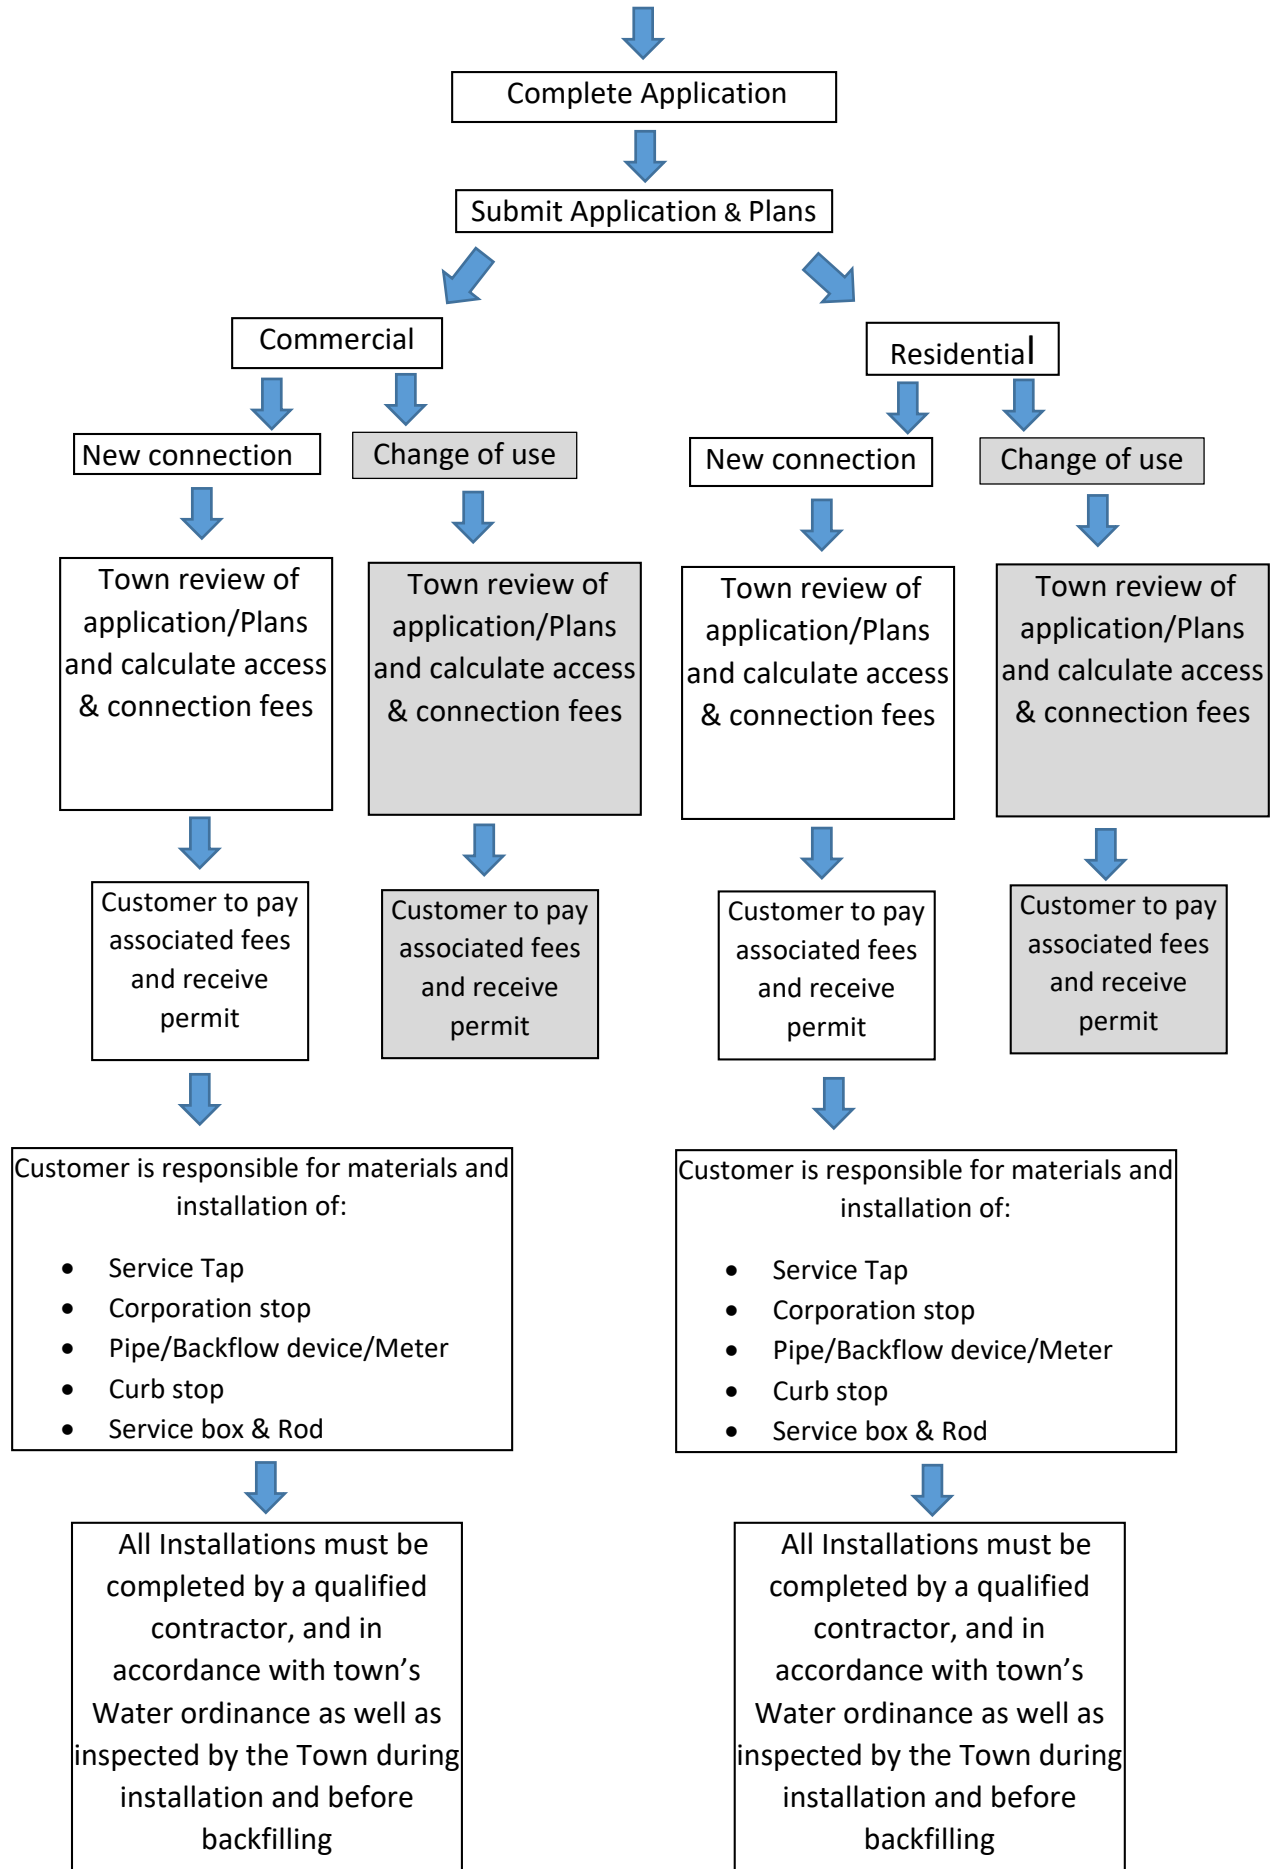 Complete Application
Submit Application & Plans
Commercial
Residential
New connection
Change of use
New connection
Change of use
Town review of
application/Plans
and calculate access
& connection fees
Town review of
application/Plans
and calculate access
& connection fees
Town review of
application/Plans
and calculate access
& connection fees
Town review of
application/Plans
and calculate access
& connection fees
Customer to pay
associated fees
and receive
permit
Customer to pay
associated fees
and receive
permit
Customer to pay
associated fees
and receive
permit
Customer to pay
associated fees
and receive
permit
Customer is responsible for materials and
installation of:
• Service Tap
• Corporation stop
• Pipe/Backflow device/Meter
• Curb stop
• Service box & Rod
Customer is responsible for materials and
installation of:
• Service Tap
• Corporation stop
• Pipe/Backflow device/Meter
• Curb stop
• Service box & Rod
All Installations must be
completed by a qualified
contractor, and in
accordance with town’s
Water ordinance as well as
inspected by the Town during
installation and before
backfilling
All Installations must be
completed by a qualified
contractor, and in
accordance with town’s
Water ordinance as well as
inspected by the Town during
installation and before
backfilling